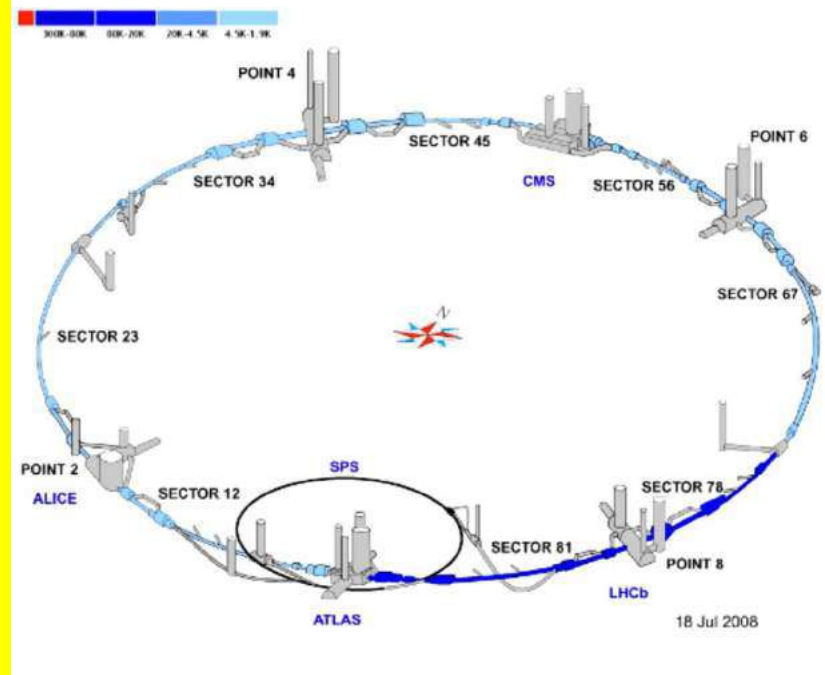 300K-80K 80K-20K 20K-4.5K 4.5K-1.9K
POINT 4
SECTOR 45
POINT 6
SECTOR 34
CMS
SECTOR 56
SECTOR 67
N
SECTOR 23
POINT 2
ALICE
SECTOR 12
SPS
SECTOR 78
SECTOR 81
POINT 8
LHCb
ATLAS
18 Jul 2008